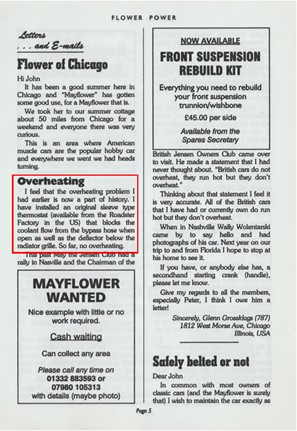 FLOWER POWER
Letters
. . . and E-mails
Flower of Chicago
Hi John
It has been a good summer here in
Chicago and "Mayflower" has gotten
some good use, for a Mayflower that is.
We took her to our summer cottage
about 50 miles from Chicago for a
weekend and everyone there was very
curious.
This is an area where American
muscle cars are the popular hobby car
and everywhere we went we had heads
turning.
Overheating
I feel that the overheating problem I
had earlier is now a part of history. I
have installed an original sleeve type
thermostat (available from the Roadster
Factory in the US) that blocks the
coolant flow from the bypass hose when
open as well as the deflector below the
radiator grille. So far, no overheating.
This past May the Jensen Club had a
rally in Nasville and the Chairman of the
MAYFLOWER
WANTED
Nice example with little or no
work required.
Cash waiting
Can collect any area
Please call any time on
01332 883593 or
07980 105313
with details (maybe photo)
NOW AVAILABLE
FRONT SUSPENSION
REBUILD KIT
Everything you need to rebuild
your front suspension
trunnion/wishbone
£45.00 per side
Available from the
Spares Secretary
British Jensen Owners Club came over
to visit. He made a statement that I had
never thought about. "British cars do not
overheat, they run hot but they don't
overheat."
Thinking about that statement I feel it
is very accurate. All of the British cars
that I have had or currently own do run
hot but they don't overheat.
When in Nashville Wally Wolentarski
came by to say hello and had
photographs of his car. Next year on our
trip to and from Florida I hope to stop at
his home to see it.
If you have, or anybody else has, a
secondhand starting crank (handle),
please let me know.
Give my regards to all the members,
especially Peter, I think I owe him a
letter!
Sincerely, Glenn Grossklags (787)
1812 West Morse Ave, Chicago
Illinois, USA
Safely belted or not
Dear John
In common with most owners of
classic cars (and the Mayflower is surely
that) I wish to maintain the car exactly as
Page 5